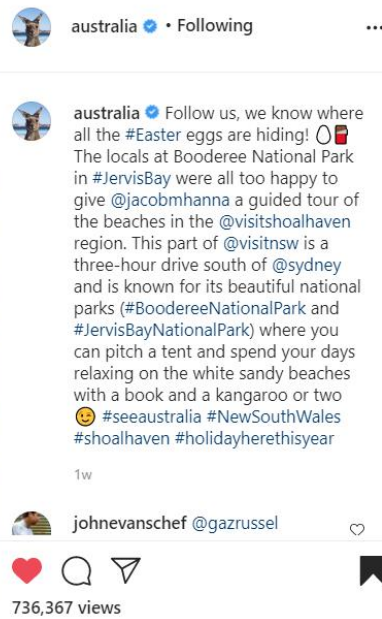 australia • Following
australia Follow us, we know where
all the #Easter eggs are hiding!
The locals at Booderee National Park
in #JervisBay were all too happy to
give @jacobmhanna a guided tour of
the beaches in the @visitshoalhaven
region. This part of @visitnsw is a
three-hour drive south of @sydney
and is known for its beautiful national
parks (#BoodereeNationalPark and
#JervisBayNationalPark) where you
can pitch a tent and spend your days
relaxing on the white sandy beaches
with a book and a kangaroo or two
😉 #seeaustralia #NewSouthWales
#shoalhaven #holidayherethisyear
1w
johnevanschef @gazrussel
736,367 views